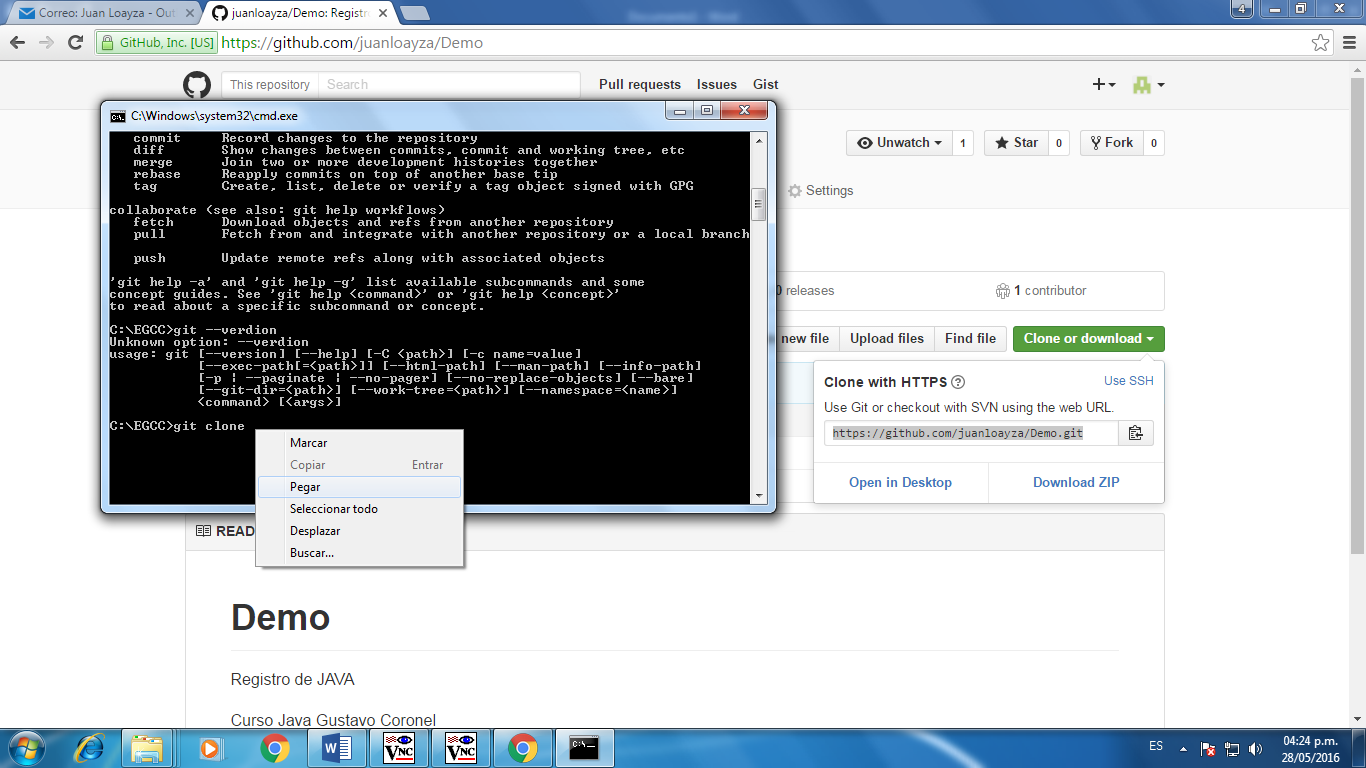 Correo: Juan Loayza - Out
juanloayza/Demo: Registr
4
GitHub, Inc. [US]
https://github.com/juanloayza/Demo
This repository
Search
Pull requests
Issues
Gist
C:\Windows\system32\cmd.exe
commit Record changes to the repository
diff Show changes between commits, commit and working tree, etc
merge Join two or more development histories together
rebase Reapply commits on top of another base tip
tag Create, list, delete or verify a tag object signed with GPG
collaborate (see also: git help workflows)
fetch Download objects and refs from another repository
pull Fetch from and integrate with another repository or a local branch
push Update remote refs along with associated objects
'git help -a' and 'git help -g' list available subcommands and some
concept guides. See 'git help <command>' or 'git help <concept>'
to read about a specific subcommand or concept.
C:\EGCC>git --verdion
Unknown option: --verdion
usage: git [--version] [--help] [-C <path>] [-c name=value]
[--exec-path[=<path>]] [--html-path] [--man-path] [--info-path]
[-p ¦ --paginate ¦ --no-pager] [--no-replace-objects] [--bare]
[--git-dir=<path>] [--work-tree=<path>] [--namespace=<name>]
<command> [<args>]
C:\EGCC>git clone
Marcar
Copiar Entrar
Pegar
Seleccionar todo
Desplazar
Buscar...
Unwatch 1
Star 0
Fork 0
Settings
0 releases
1 contributor
new file
Upload files
Find file
Clone or download
Clone with HTTPS
Use SSH
Use Git or checkout with SVN using the web URL.
https://github.com/juanloayza/Demo.git
Open in Desktop
Download ZIP
READ
Demo
Registro de JAVA
Curso Java Gustavo Coronel
ES
04:24 p.m.
28/05/2016